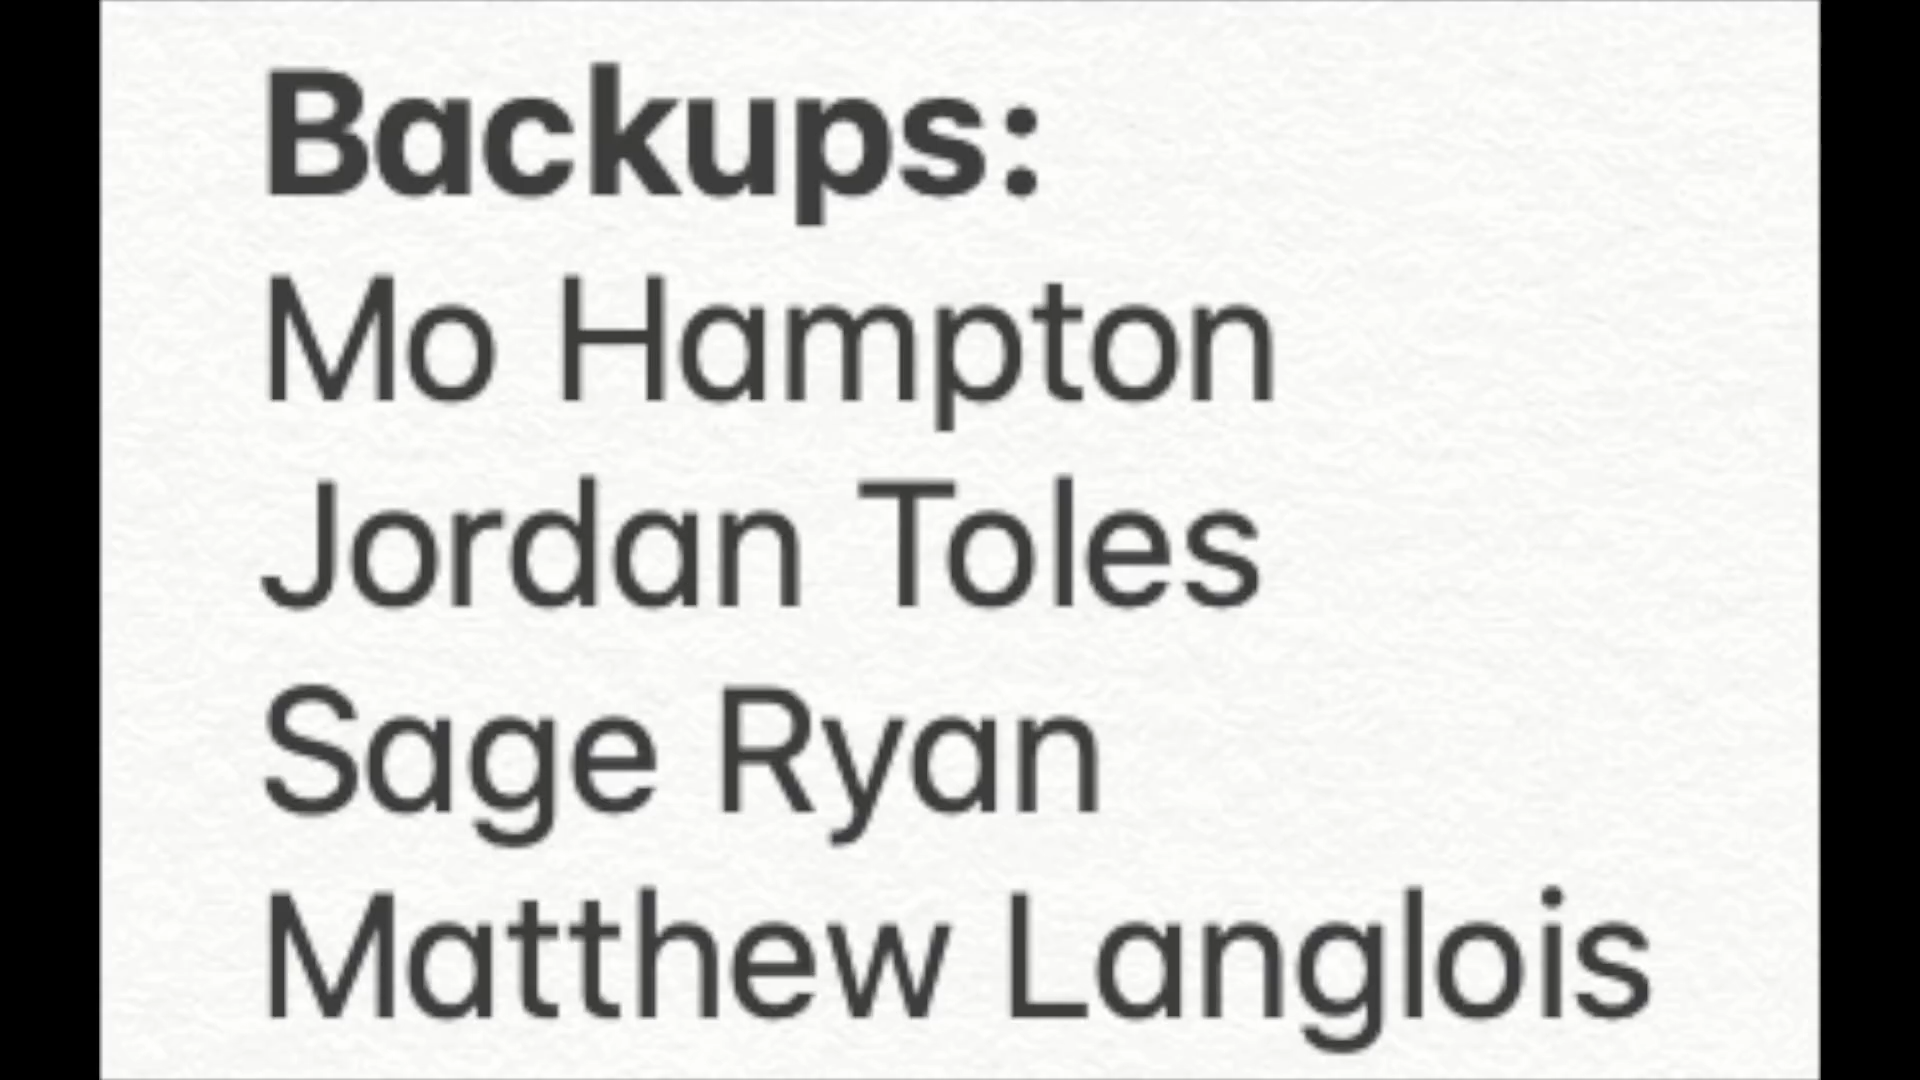 Backups:
Mo Hampton
Jordan Toles
Sage Ryan
Matthew Langlois